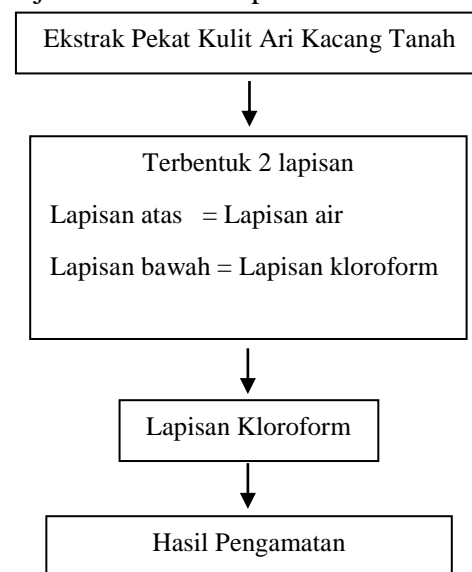 Ekstrak Pekat Kulit Ari Kacang Tanah
Terbentuk 2 lapisan
Lapisan atas = Lapisan air
Lapisan bawah = Lapisan kloroform
Lapisan Kloroform
Hasil Pengamatan